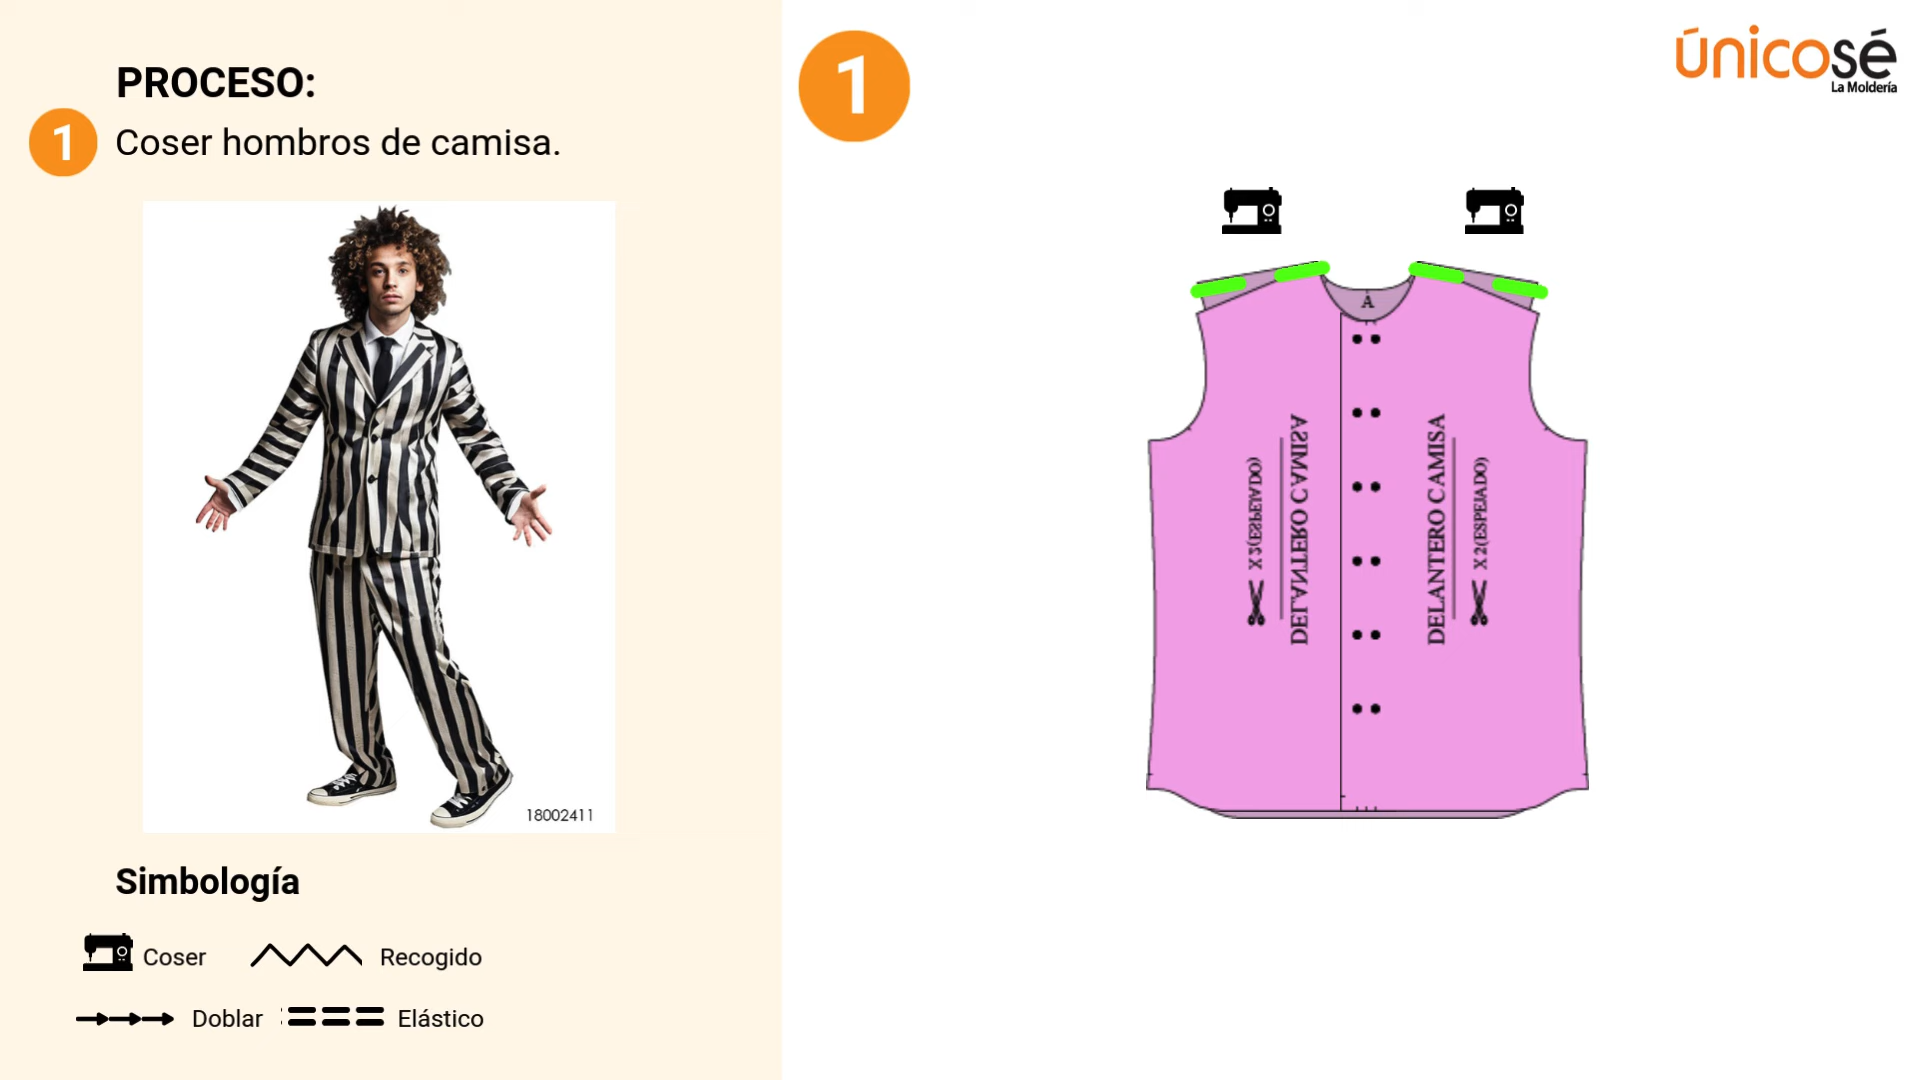 PROCESO:
1 Coser hombros de camisa.
18002411
Simbología
Coser
Recogido
Doblar
Elástico
1
únicosé
La Moldería
A
X 2(ESPEJADO)
DELANTERO CAMISA
DELANTERO CAMISA
X 2(ESPEJADO)